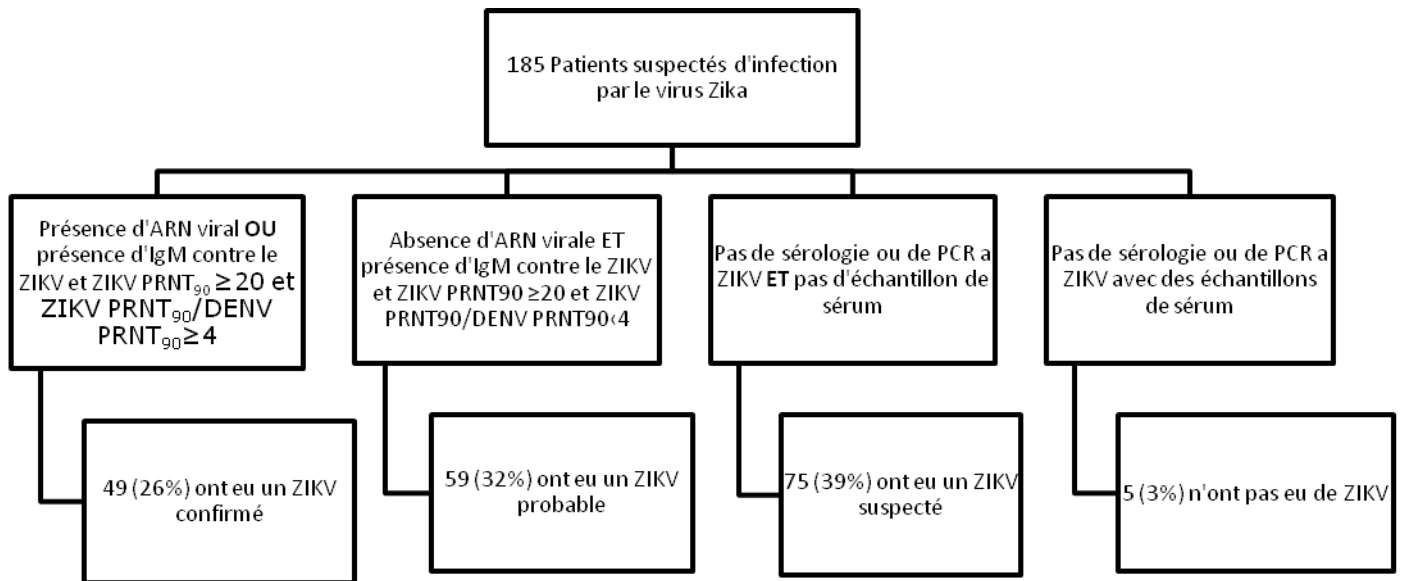 185 Patients suspectés d'infection
par le virus Zika
Présence d'ARN viral OU
présence d'IgM contre le
ZIKV et ZIKV PRNT₉₀ ≥ 20 et
ZIKV PRNT₉₀/DENV
PRNT₉₀≥4
Absence d'ARN virale ET
présence d'IgM contre le ZIKV
et ZIKV PRNT90 ≥20 et ZIKV
PRNT90/DENV PRNT90‹4
Pas de sérologie ou de PCR a
ZIKV ET pas d'échantillon de
sérum
Pas de sérologie ou de PCR a
ZIKV avec des échantillons
de sérum
49 (26%) ont eu un ZIKV
confirmé
59 (32%) ont eu un ZIKV
probable
75 (39%) ont eu un ZIKV
suspecté
5 (3%) n'ont pas eu de ZIKV